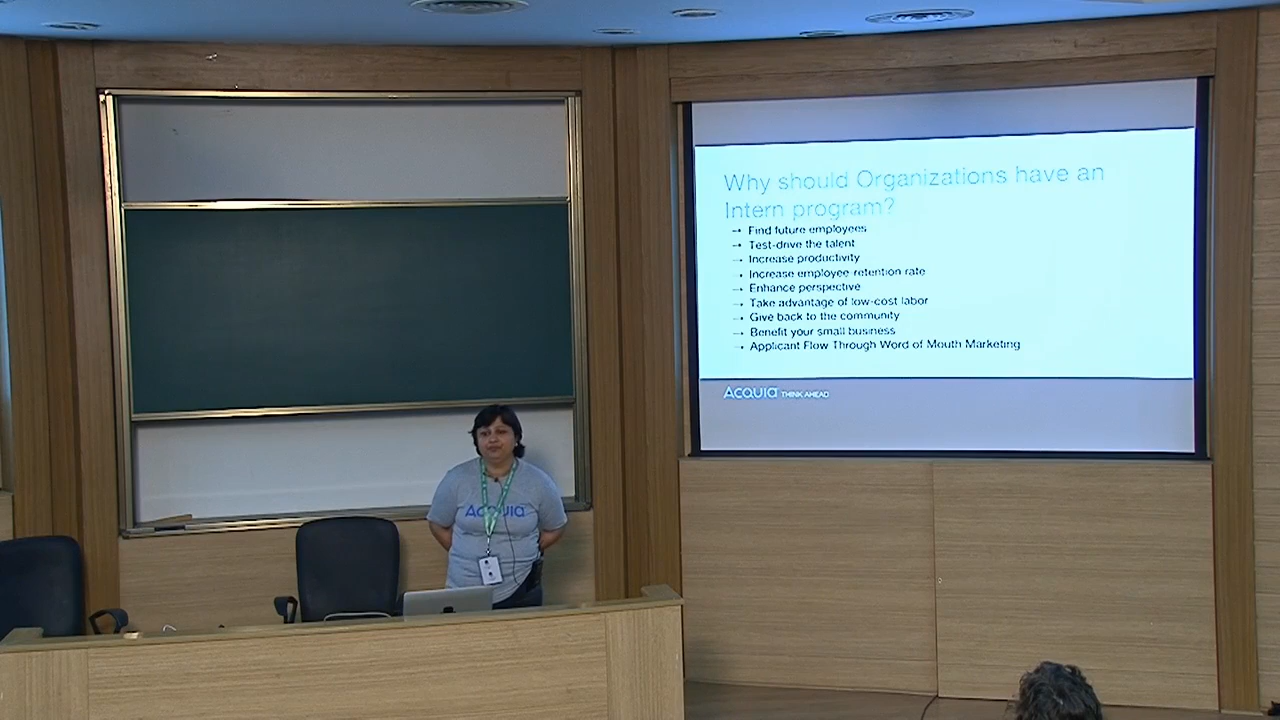 Why should Organizations have an
Intern program?
→ Find future employees
→ Test-drive the talent
→ Increase productivity
→ Increase employee-retention rate
→ Enhance perspective
→ Take advantage of low-cost labor
→ Give back to the community
→ Benefit your small business
→ Applicant Flow Through Word of Mouth Marketing
ACQUIA THINK AHEAD
ACQUIA